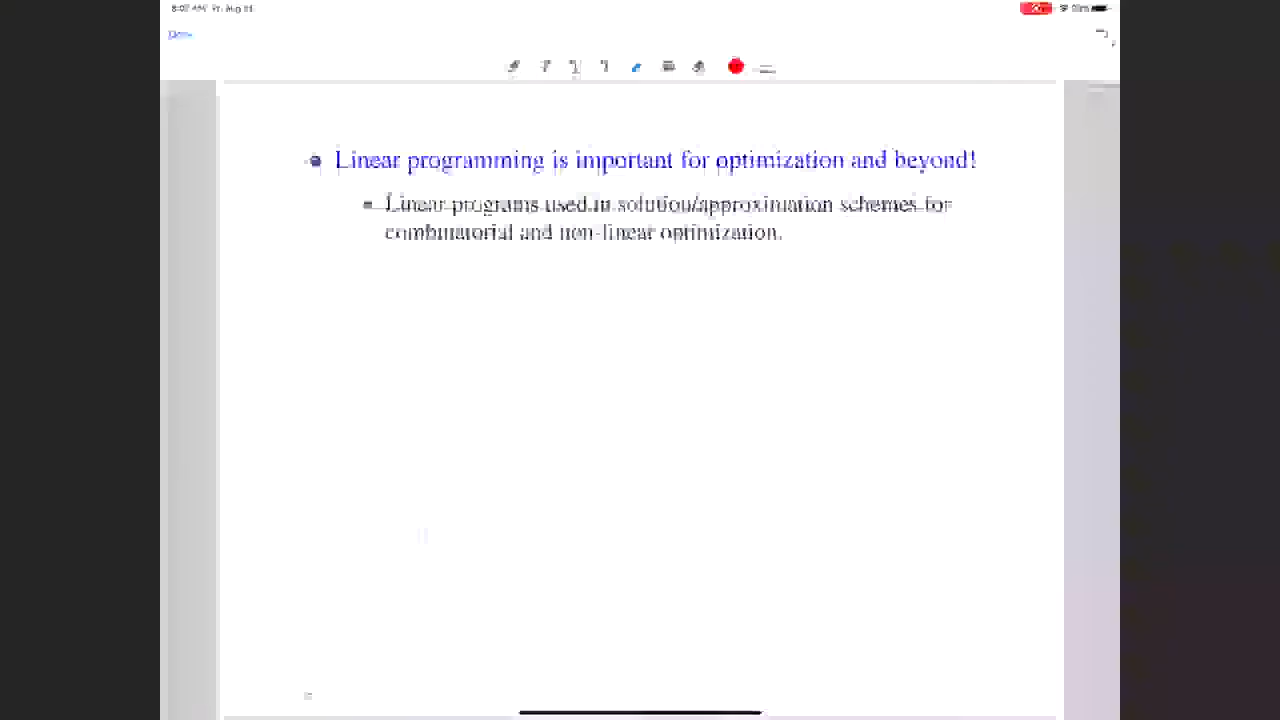 Linear programming is important for optimization and beyond!
Linear programs used in solution/approximation schemes for
combinatorial and non-linear optimization.